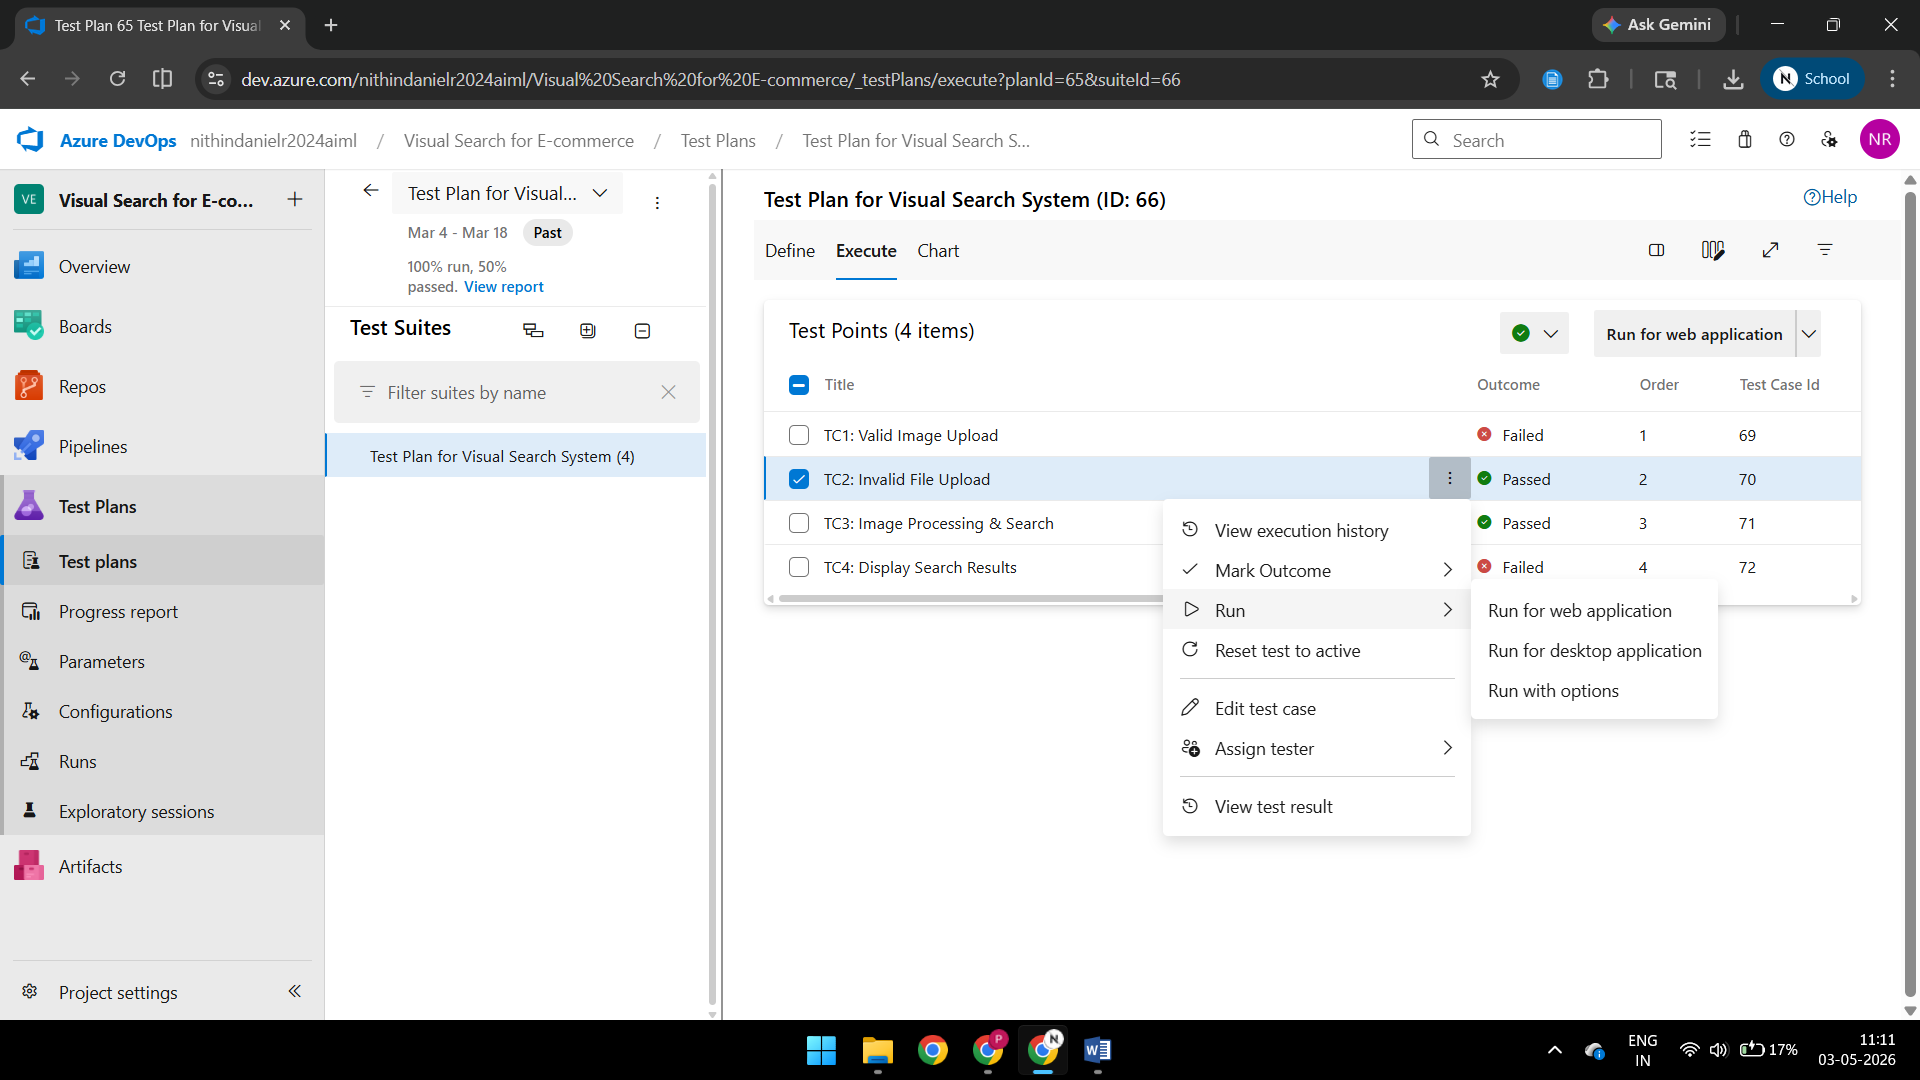 Test Plan 65 Test Plan for Visual
Ask Gemini
dev.azure.com/nithindanielr2024aiml/Visual%20Search%20for%20E-commerce/_testPlans/execute?planId=65&suiteId=66
N School
Azure DevOps nithindanielr2024aiml / Visual Search for E-commerce / Test Plans / Test Plan for Visual Search S...
Search
NR
VE Visual Search for E-co...
Overview
Boards
Repos
Pipelines
Test Plans
Test plans
Progress report
Parameters
Configurations
Runs
Exploratory sessions
Artifacts
Project settings
Test Plan for Visual...
Mar 4 - Mar 18 Past
100% run, 50%
passed. View report
Test Suites
Filter suites by name
Test Plan for Visual Search System (4)
Test Plan for Visual Search System (ID: 66)
Help
Define Execute Chart
Test Points (4 items)
Run for web application
Title Outcome Order Test Case Id
TC1: Valid Image Upload Failed 1 69
TC2: Invalid File Upload Passed 2 70
TC3: Image Processing & Search Passed 3 71
TC4: Display Search Results Failed 4 72
View execution history
Mark Outcome
Run
Reset test to active
Edit test case
Assign tester
View test result
Run for web application
Run for desktop application
Run with options
P
N
W
ENG
IN
17%
11:11
03-05-2026